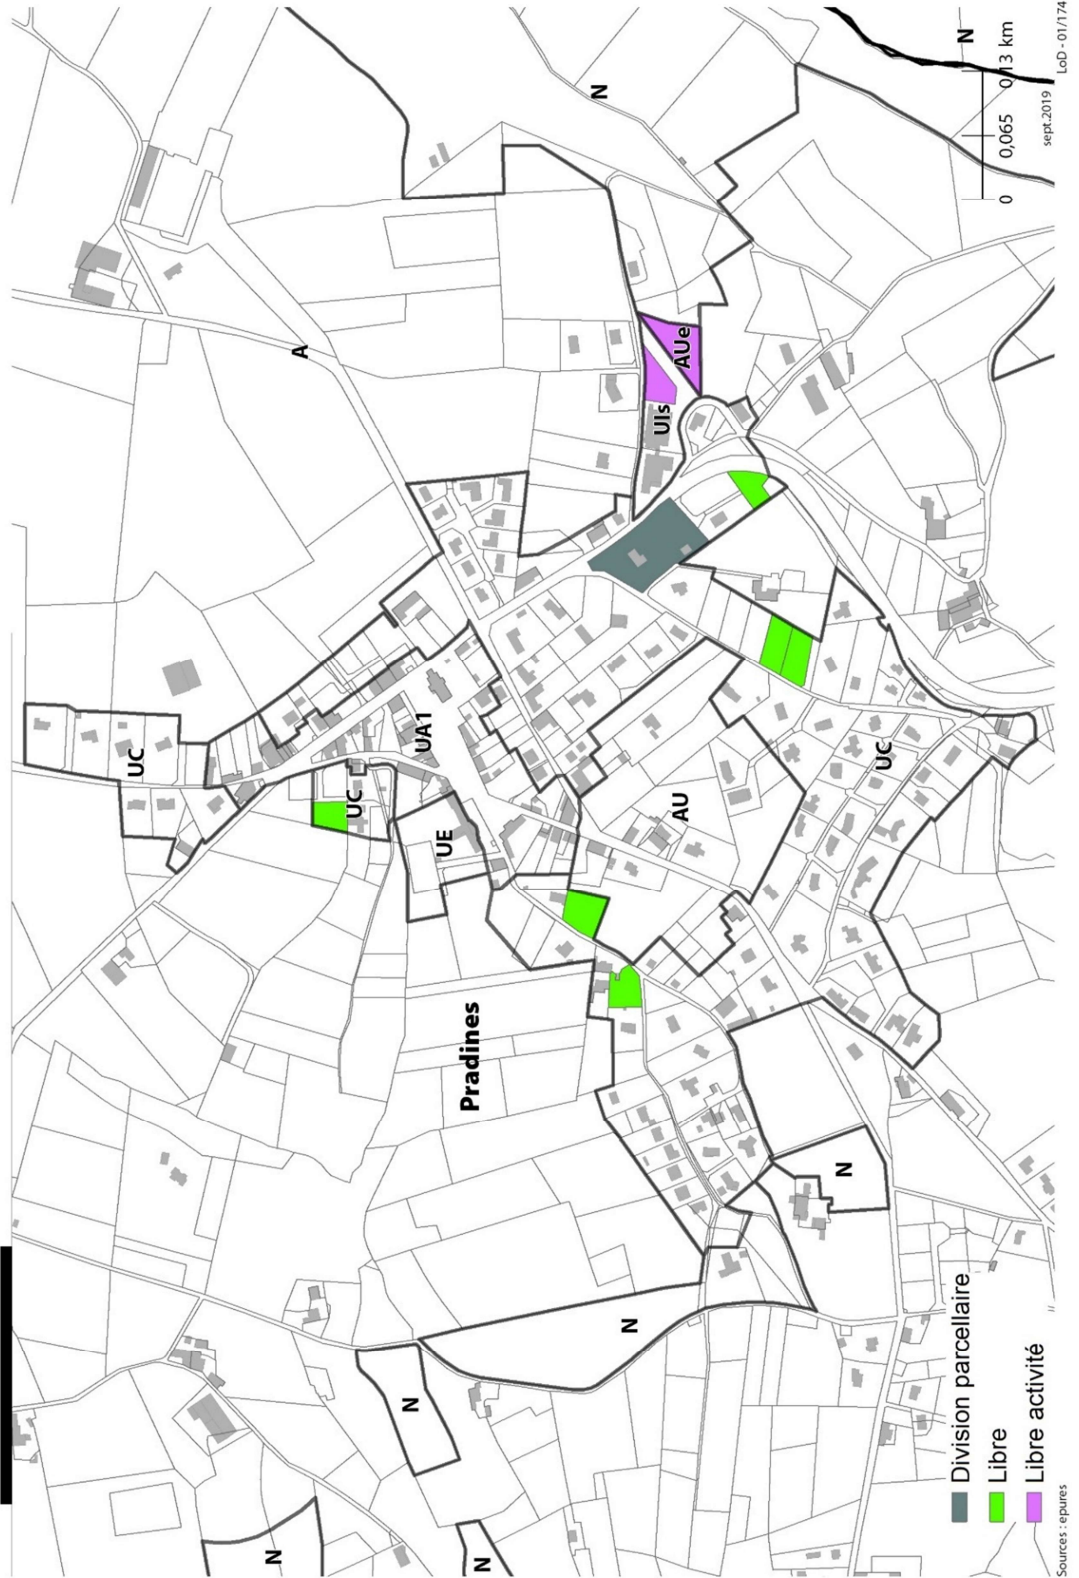 UC
N
A
UC
N
UA1
UE
Pradines
N
N
N
UIs
AU
AUe
N
UC
N
Division parcellaire
Libre
0 0,065 0,13 km
Libre activité
sept.2019
Sources : epures
LoD - 01/174